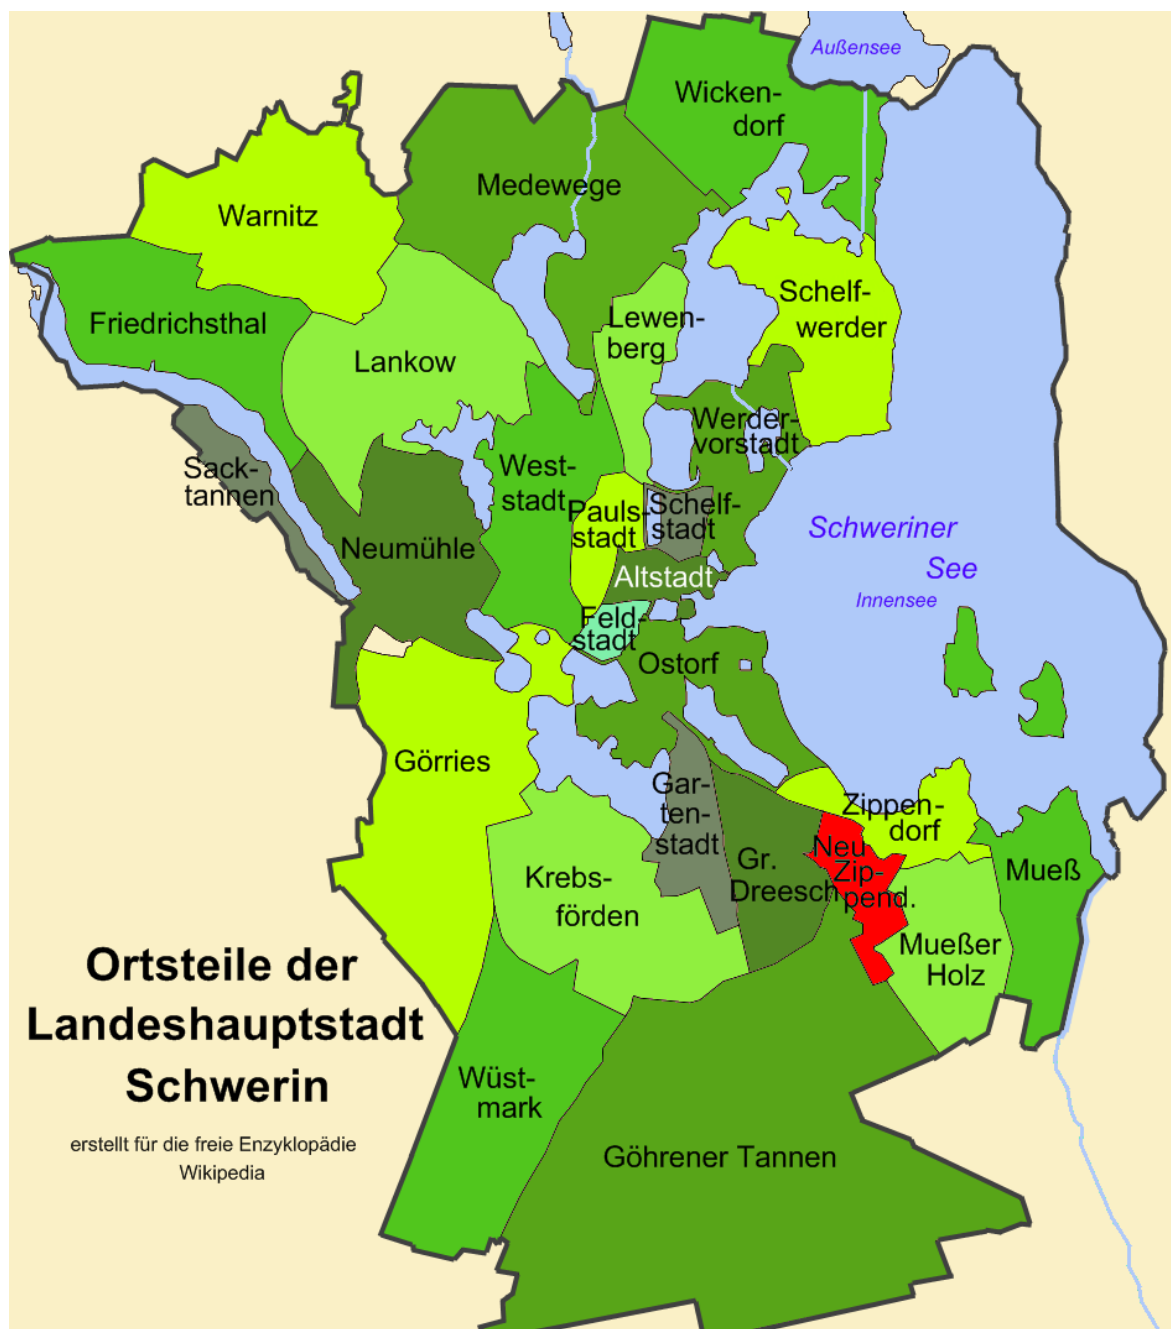 Außensee
Wicken-
dorf
Medewege
Warnitz
Schelf-
werder
Friedrichsthal
Lewen-
berg
Lankow
Werder-
vorstadt
Sack-
tannen
West-
stadt
Pauls-
stadt
Schelf-
stadt
Neumühle
Altstadt
Schweriner
See
Innensee
Feld-
stadt
Ostorf
Görries
Gar-
ten-
stadt
Zippen-
dorf
Neu
Zip-
pend.
Gr.
Dreesch
Mueß
Krebs-
förden
Mueßer
Holz
Ortsteile der
Landeshauptstadt
Schwerin
erstellt für die freie Enzyklopädie
Wikipedia
Wüst-
mark
Göhrener Tannen